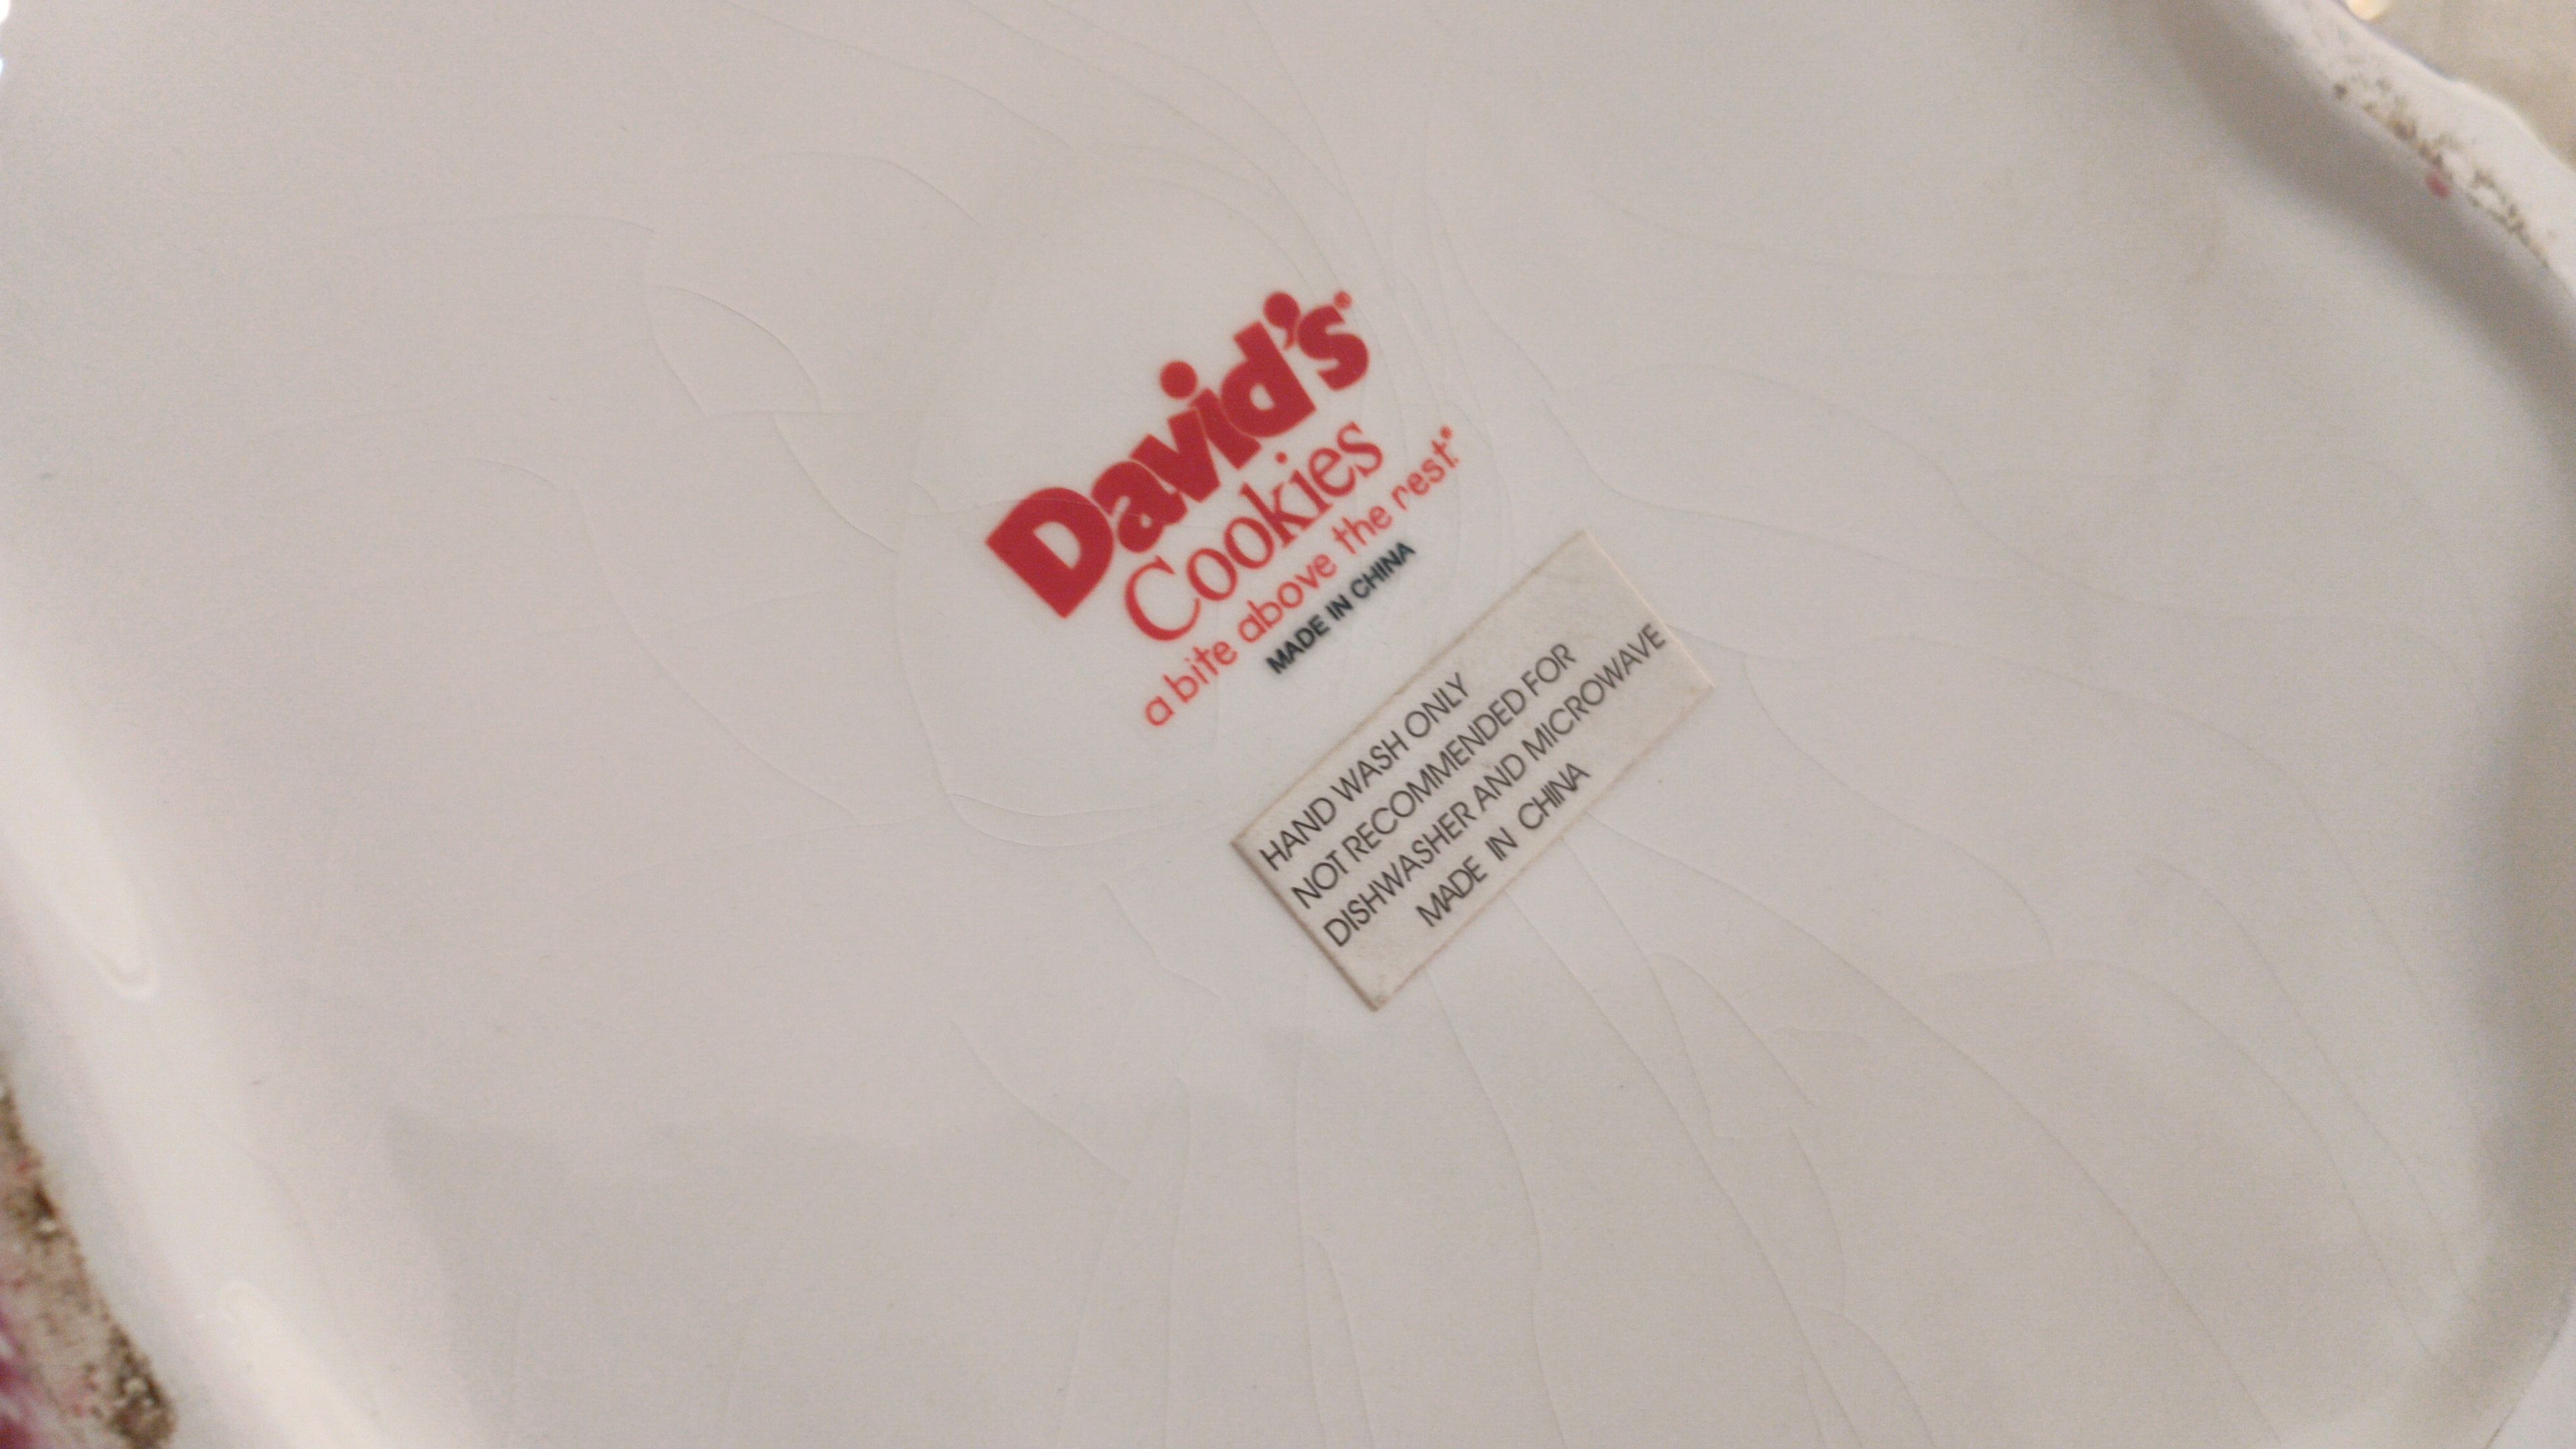 David's®
Cookies
a bite above the rest.®
MADE IN CHINA
HAND WASH ONLY
NOT RECOMMENDED FOR
DISHWASHER AND MICROWAVE
MADE IN CHINA